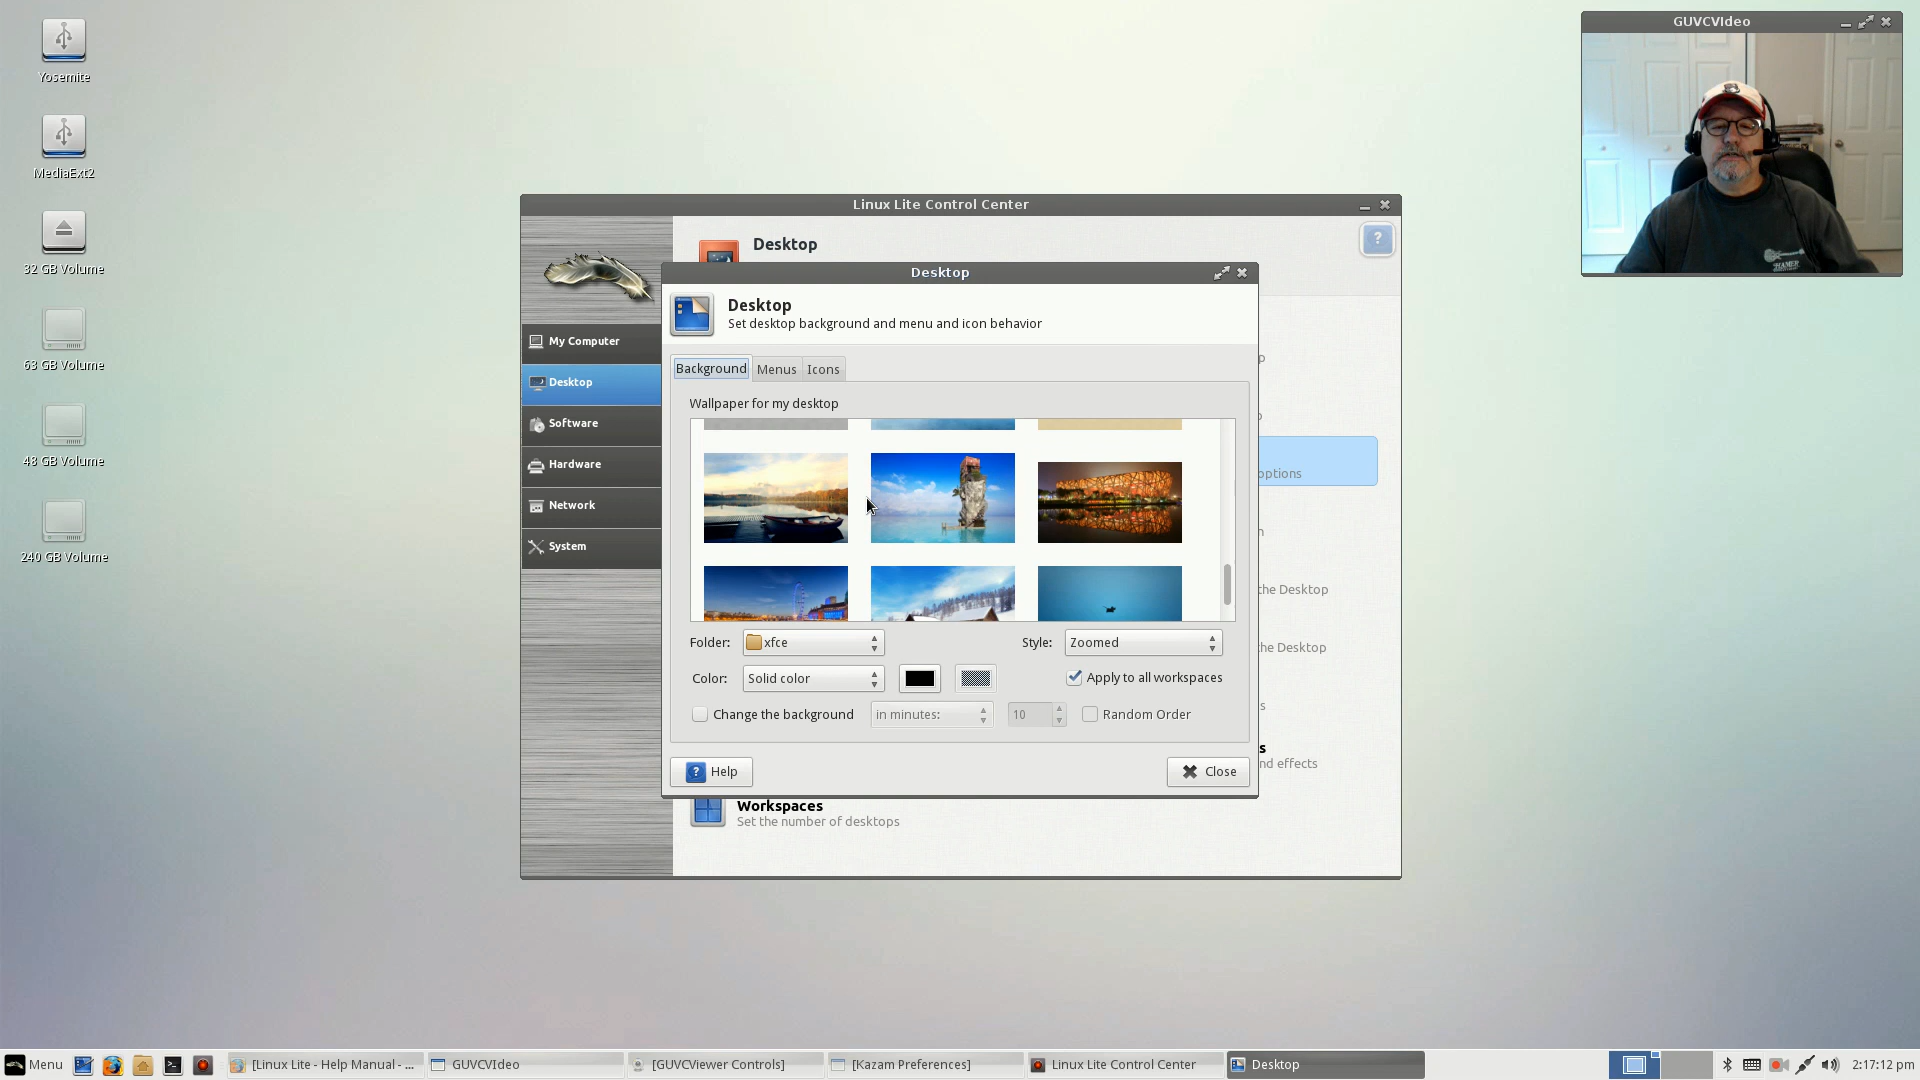 Yosemite
MediaExt2
32 GB Volume
63 GB Volume
48 GB Volume
240 GB Volume
GUVCVIdeo
HAMER
Linux Lite Control Center
Desktop
?
My Computer
Desktop
Software
Hardware
Network
System
p
options
n
the Desktop
the Desktop
s
s
nd effects
Workspaces
Set the number of desktops
Desktop
Desktop
Set desktop background and menu and icon behavior
Background Menus Icons
Wallpaper for my desktop
Folder: xfce Style: Zoomed
Color: Solid color Apply to all workspaces
Change the background in minutes: 10 Random Order
? Help Close
Menu [Linux Lite - Help Manual - ... GUVCVIdeo [GUVCViewer Controls] [Kazam Preferences] Linux Lite Control Center Desktop 2:17:12 pm